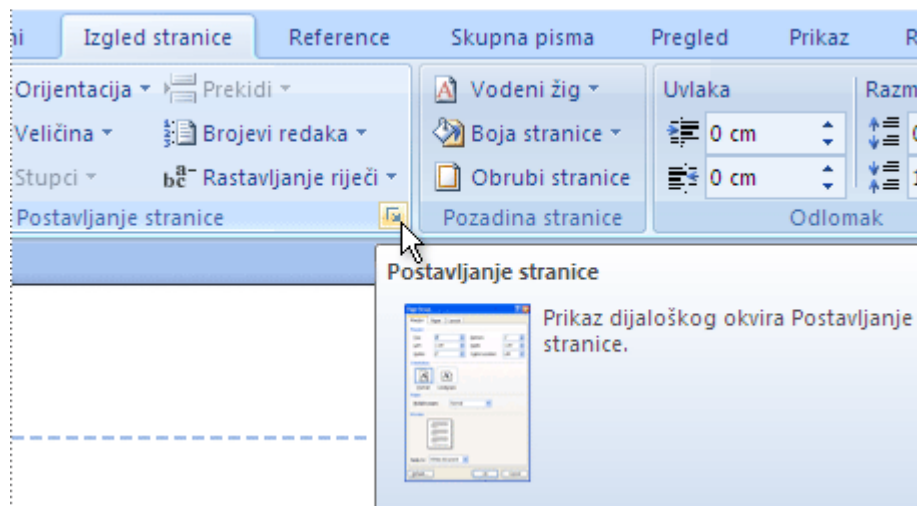 ni Izgled stranice Reference Skupna pisma Pregled Prikaz R
Orijentacija Prekidi
Veličina Brojevi redaka
Stupci Rastavljanje riječi
Postavljanje stranice
Vodeni žig
Boja stranice
Obrubi stranice
Pozadina stranice
Uvlaka Razm
0 cm
0 cm
Odlomak
Postavljanje stranice
Prikaz dijaloškog okvira Postavljanje
stranice.